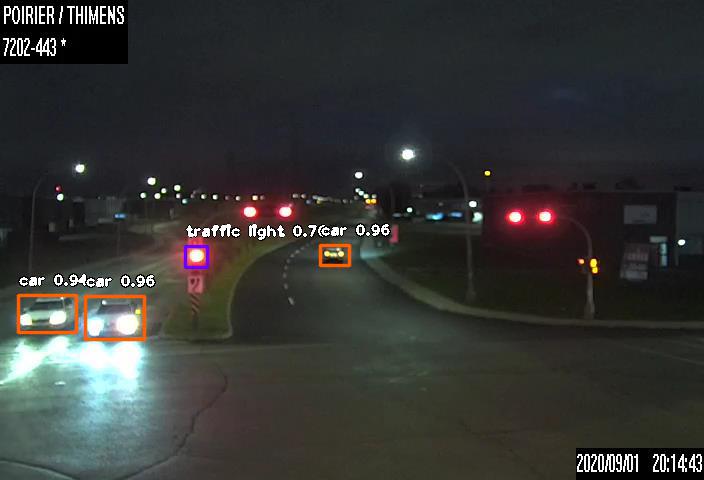 POIRIER / THIMENS
7202-443 *
traffic light 0.7
car 0.96
car 0.94
car 0.96
2020/09/01 20:14:43